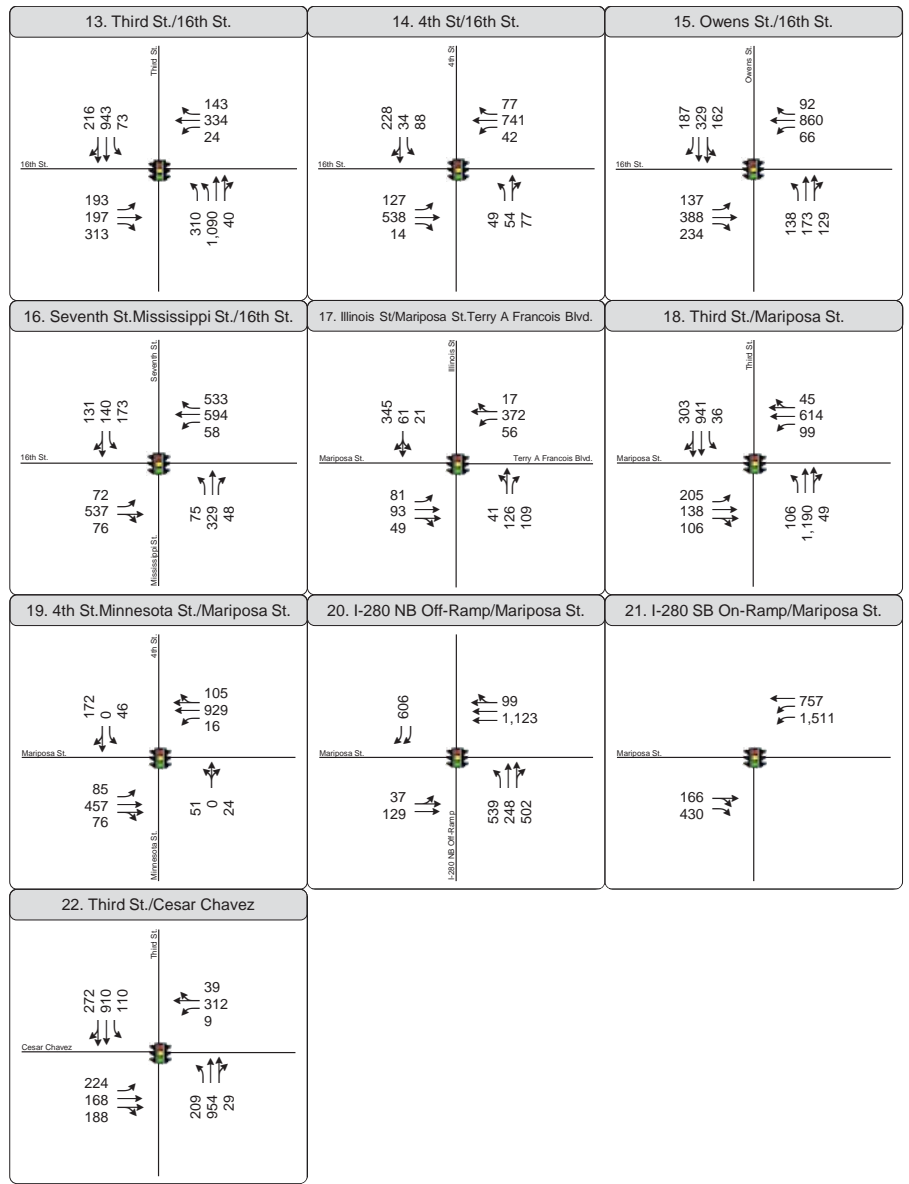 13. Third St./16th St.
Third St.
216 943 73
143
334
24
16th St.
193
197
313
310 1,090 40
14. 4th St/16th St.
4th St
228 34 88
77
741
42
16th St.
127
538
14
49 54 77
15. Owens St./16th St.
Owens St.
187 329 162
92
860
66
16th St.
137
388
234
138 173 129
16. Seventh St.Mississippi St./16th St.
Seventh St.
131 140 173
533
594
58
16th St.
72
537
76
75 329 48
Mississippi St.
17. Illinois St/Mariposa St.Terry A Francois Blvd.
Illinois St
345 61 21
17
372
56
Mariposa St.
Terry A Francois Blvd.
81
93
49
41 126 109
18. Third St./Mariposa St.
Third St.
303 941 36
45
614
99
Mariposa St.
205
138
106
106 1,190 49
19. 4th St.Minnesota St./Mariposa St.
4th St.
172 0 46
105
929
16
Mariposa St.
85
457
76
51 0 24
Minnesota St.
20. I-280 NB Off-Ramp/Mariposa St.
606
99
1,123
Mariposa St.
37
129
539 248 502
I-280 NB Off-Ramp
21. I-280 SB On-Ramp/Mariposa St.
757
1,511
Mariposa St.
166
430
22. Third St./Cesar Chavez
Third St.
272 910 110
39
312
9
Cesar Chavez
224
168
188
209 954 29